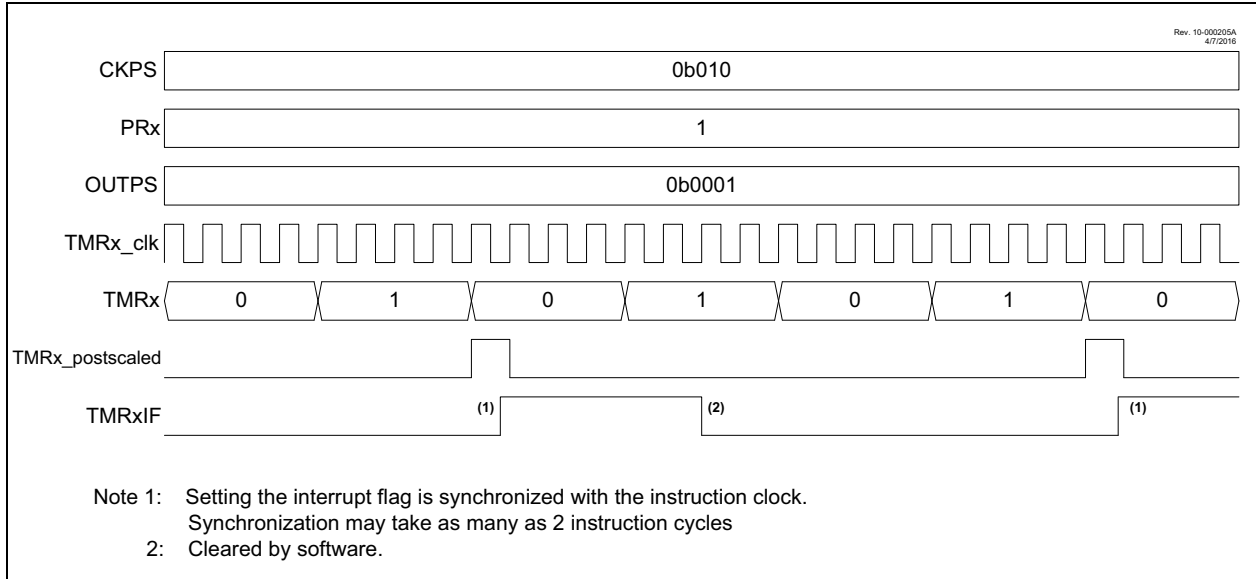 Rev. 10-000205A
4/7/2016
CKPS 0b010
PRx 1
OUTPS 0b0001
TMRx_clk
TMRx 0 1 0 1 0 1 0
TMRx_postscaled
TMRxIF (1) (2) (1)
Note 1: Setting the interrupt flag is synchronized with the instruction clock.
Synchronization may take as many as 2 instruction cycles
2: Cleared by software.